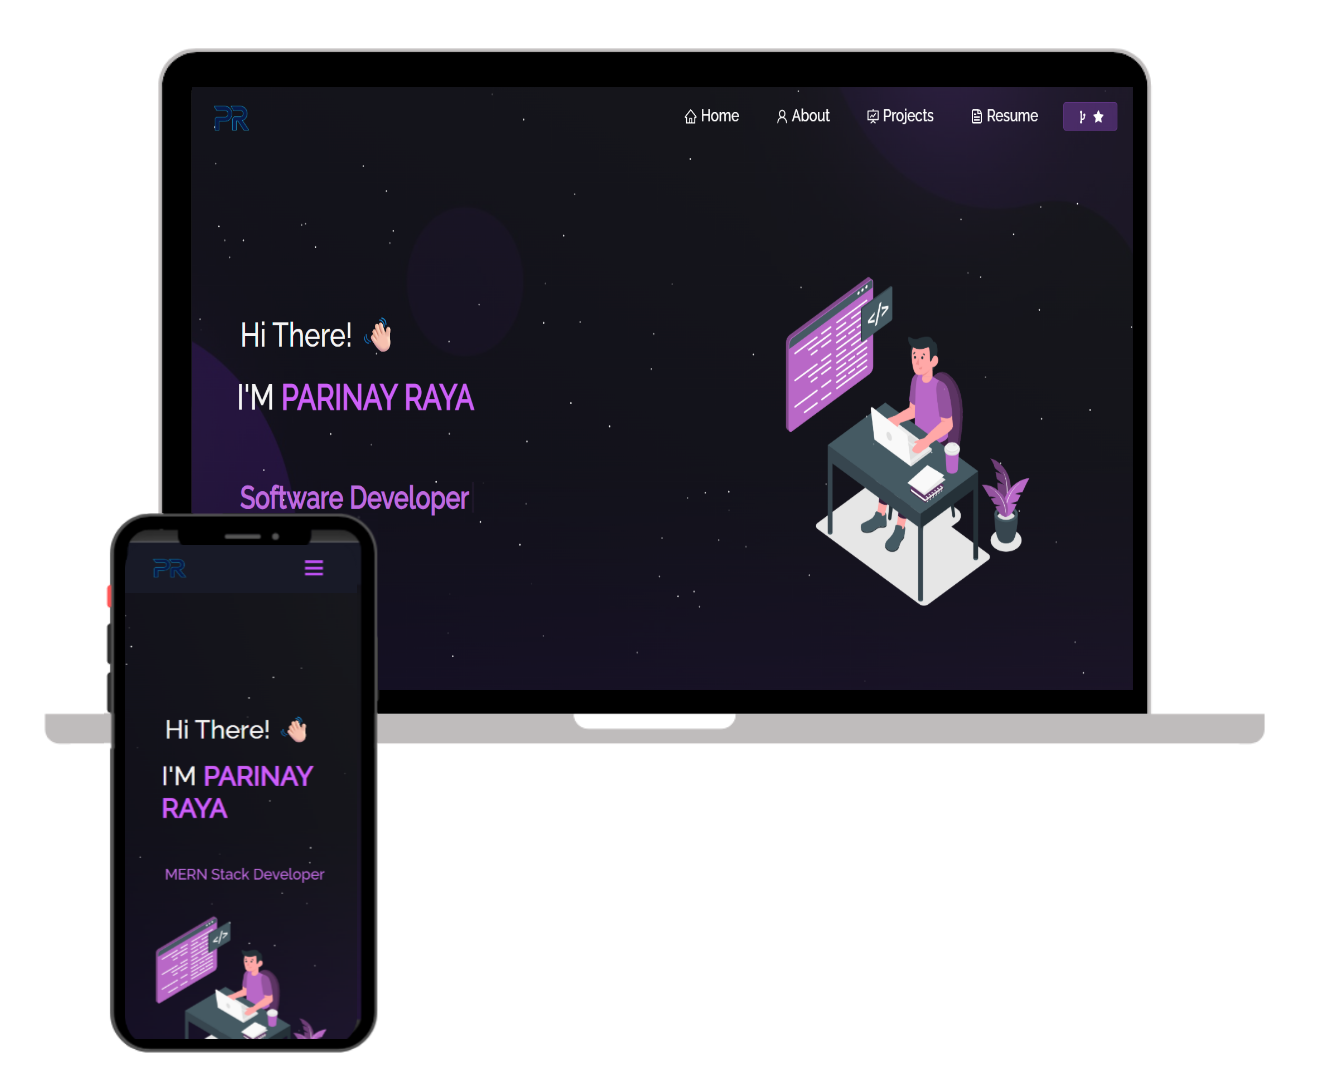 PR
Home
About
Projects
Resume
Hi There!
I'M PARINAY RAYA
Software Developer
</>
PR
Hi There!
I'M PARINAY
RAYA
MERN Stack Developer
</>